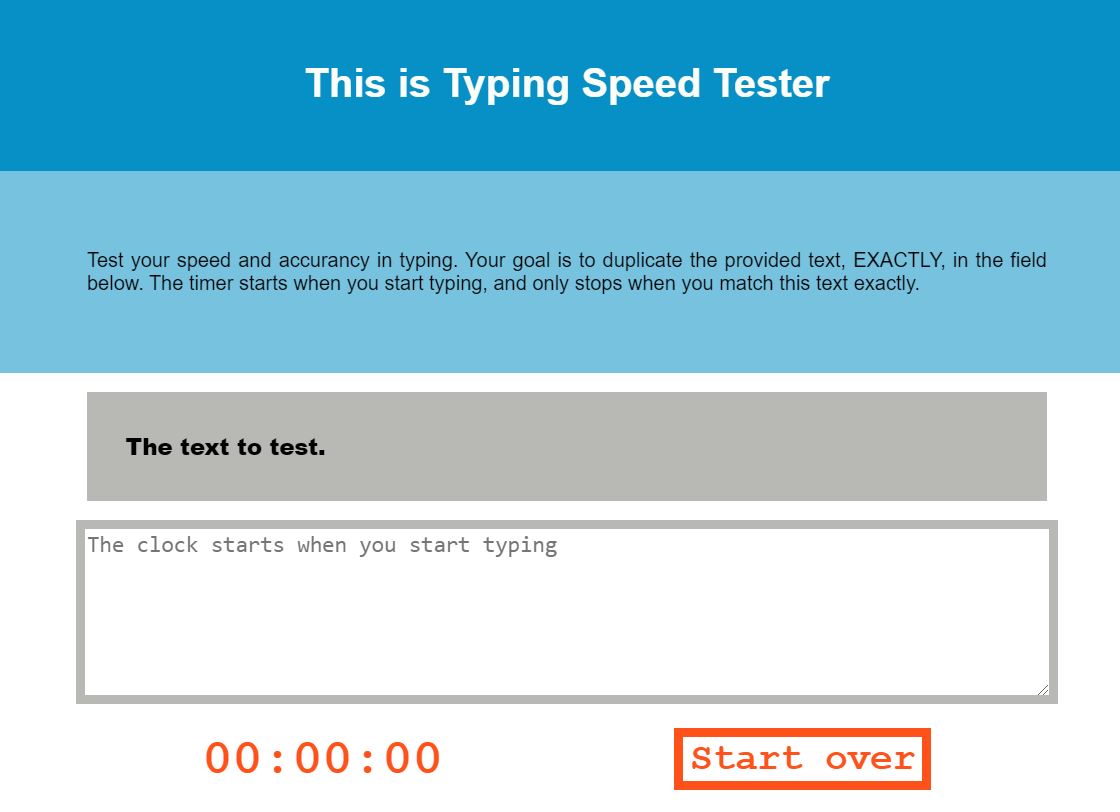 This is Typing Speed Tester
Test your speed and accurancy in typing. Your goal is to duplicate the provided text, EXACTLY, in the field
below. The timer starts when you start typing, and only stops when you match this text exactly.
The text to test.
The clock starts when you start typing
00:00:00
Start over